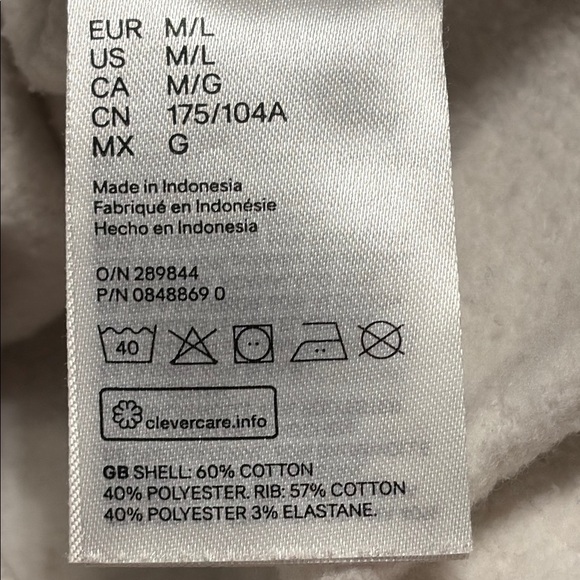 EUR M/L
US M/L
CA M/G
CN 175/104A
MX G
Made in Indonesia
Fabriqué en Indonésie
Hecho en Indonesia
O/N 289844
P/N 0848869 0
40
clevercare.info
GB SHELL: 60% COTTON
40% POLYESTER. RIB: 57% COTTON
40% POLYESTER 3% ELASTANE.